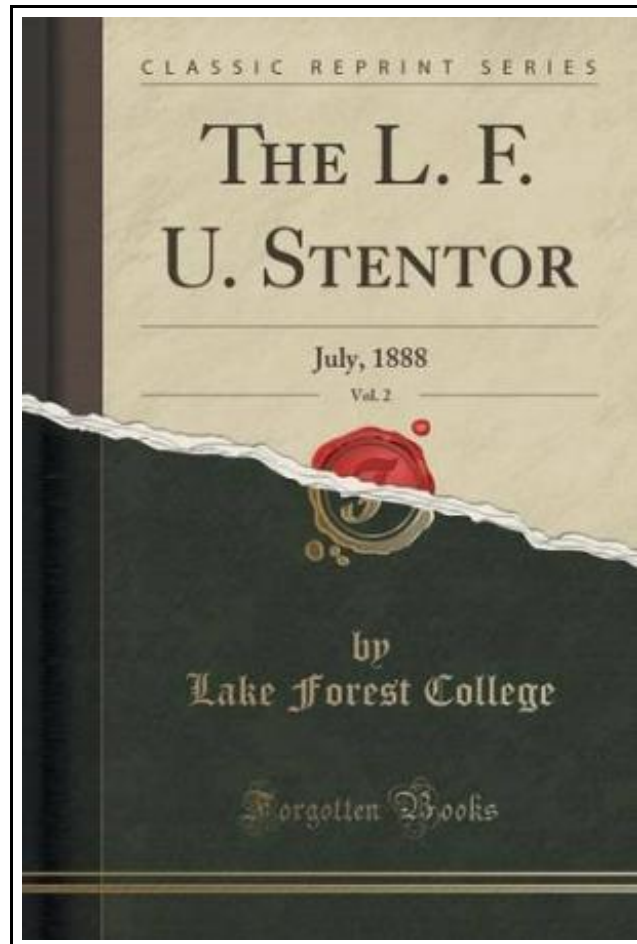 CLASSIC REPRINT SERIES
THE L. F.
U. STENTOR
July, 1888
Vol. 2
by
Lake Forest College
Forgotten Books